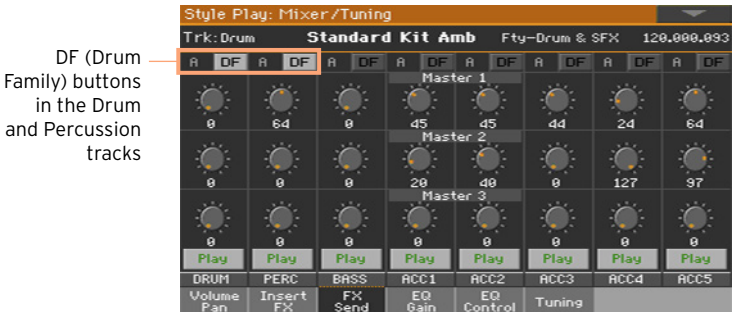 Style Play: Mixer/Tuning
Trk:Drum Standard Kit Amb Fty-Drum & SFX 120.000.093
DF (Drum
Family) buttons
in the Drum
and Percussion
tracks
A DF A DF A DF A DF A DF A DF A DF A DF
Master 1
0 64 0 45 45 44 24 64
Master 2
0 0 0 20 40 0 127 97
Master 3
0 0 0 0 0 0 0 0
Play Play Play Play Play Play Play Play
DRUM PERC BASS ACC1 ACC2 ACC3 ACC4 ACC5
Volume Pan Insert FX FX Send EQ Gain EQ Control Tuning